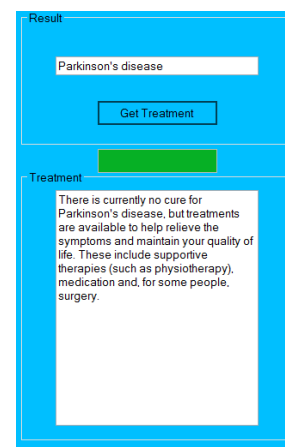 Result
Parkinson's disease
Get Treatment
Treatment
There is currently no cure for
Parkinson's disease, but treatments
are available to help relieve the
symptoms and maintain your quality of
life. These include supportive
therapies (such as physiotherapy),
medication and, for some people,
surgery.